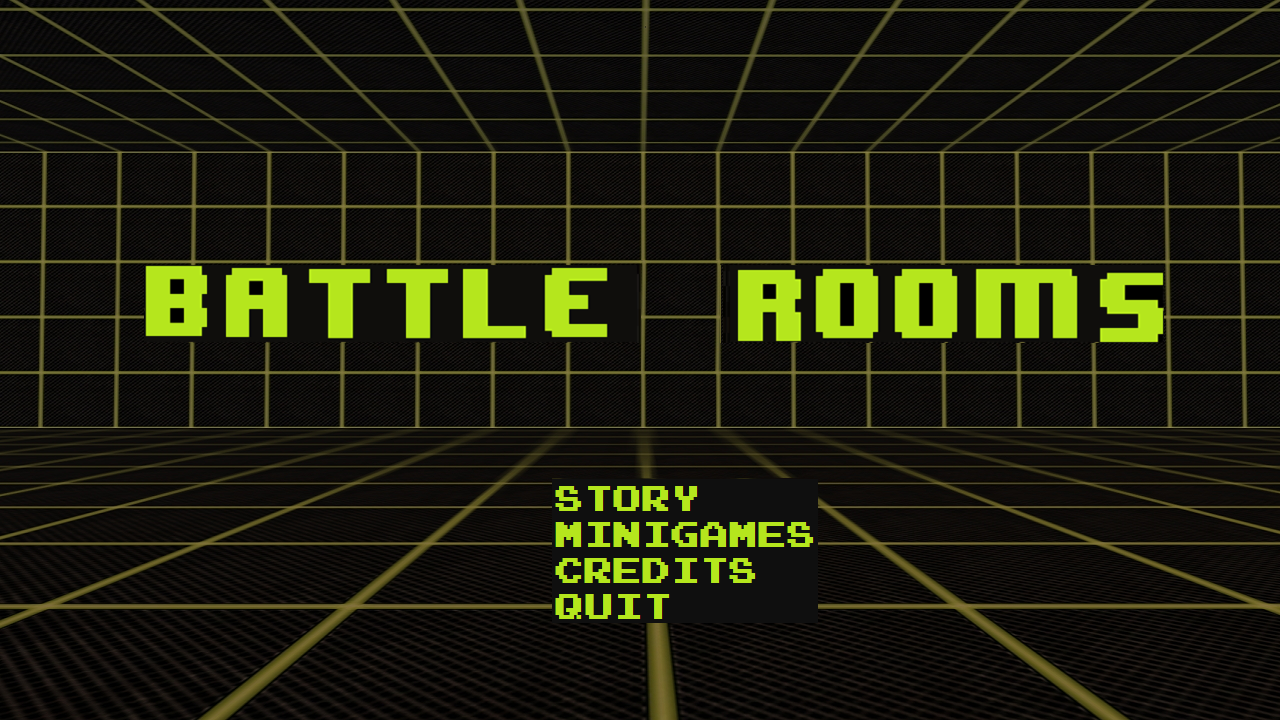 BATTLE ROOMS
STORY
MINIGAMES
CREDITS
QUIT